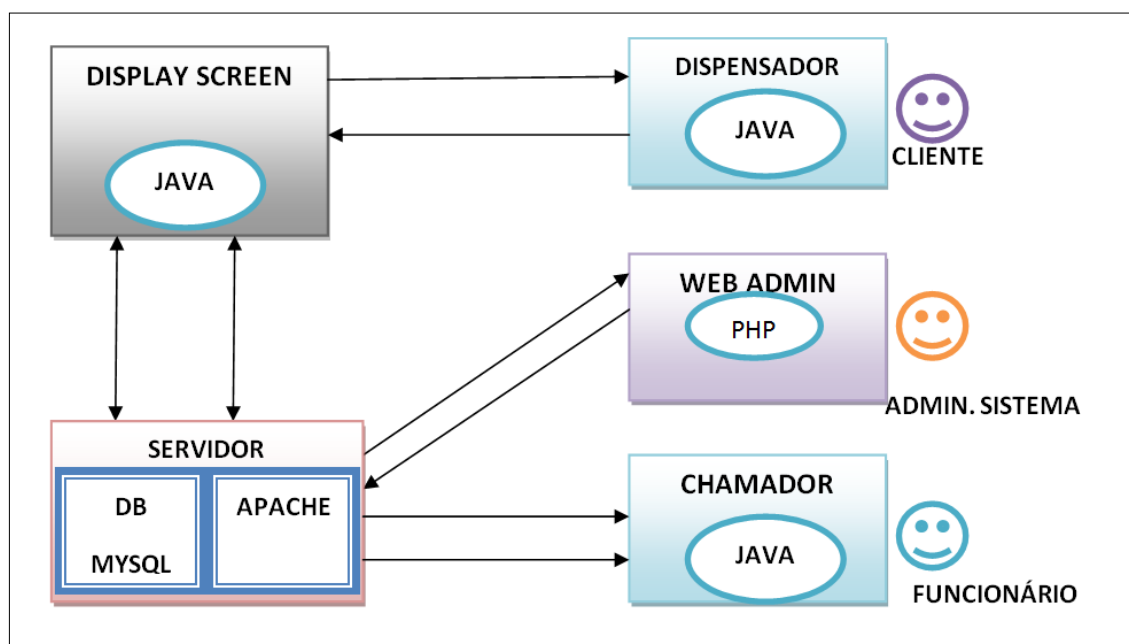 DISPLAY SCREEN
JAVA
DISPENSADOR
JAVA
CLIENTE
WEB ADMIN
PHP
ADMIN. SISTEMA
SERVIDOR
DB
MYSQL
APACHE
CHAMADOR
JAVA
FUNCIONÁRIO